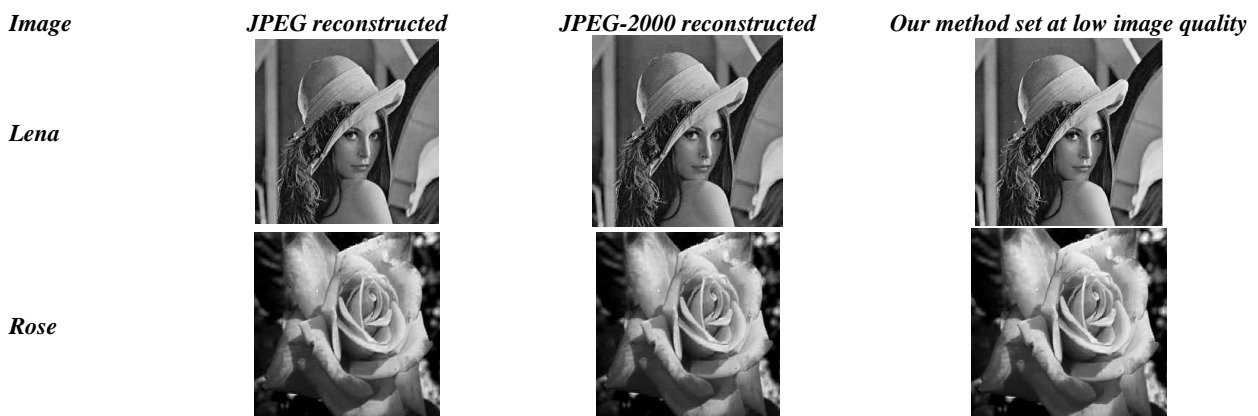 Image JPEG reconstructed JPEG-2000 reconstructed Our method set at low image quality
Lena
Rose